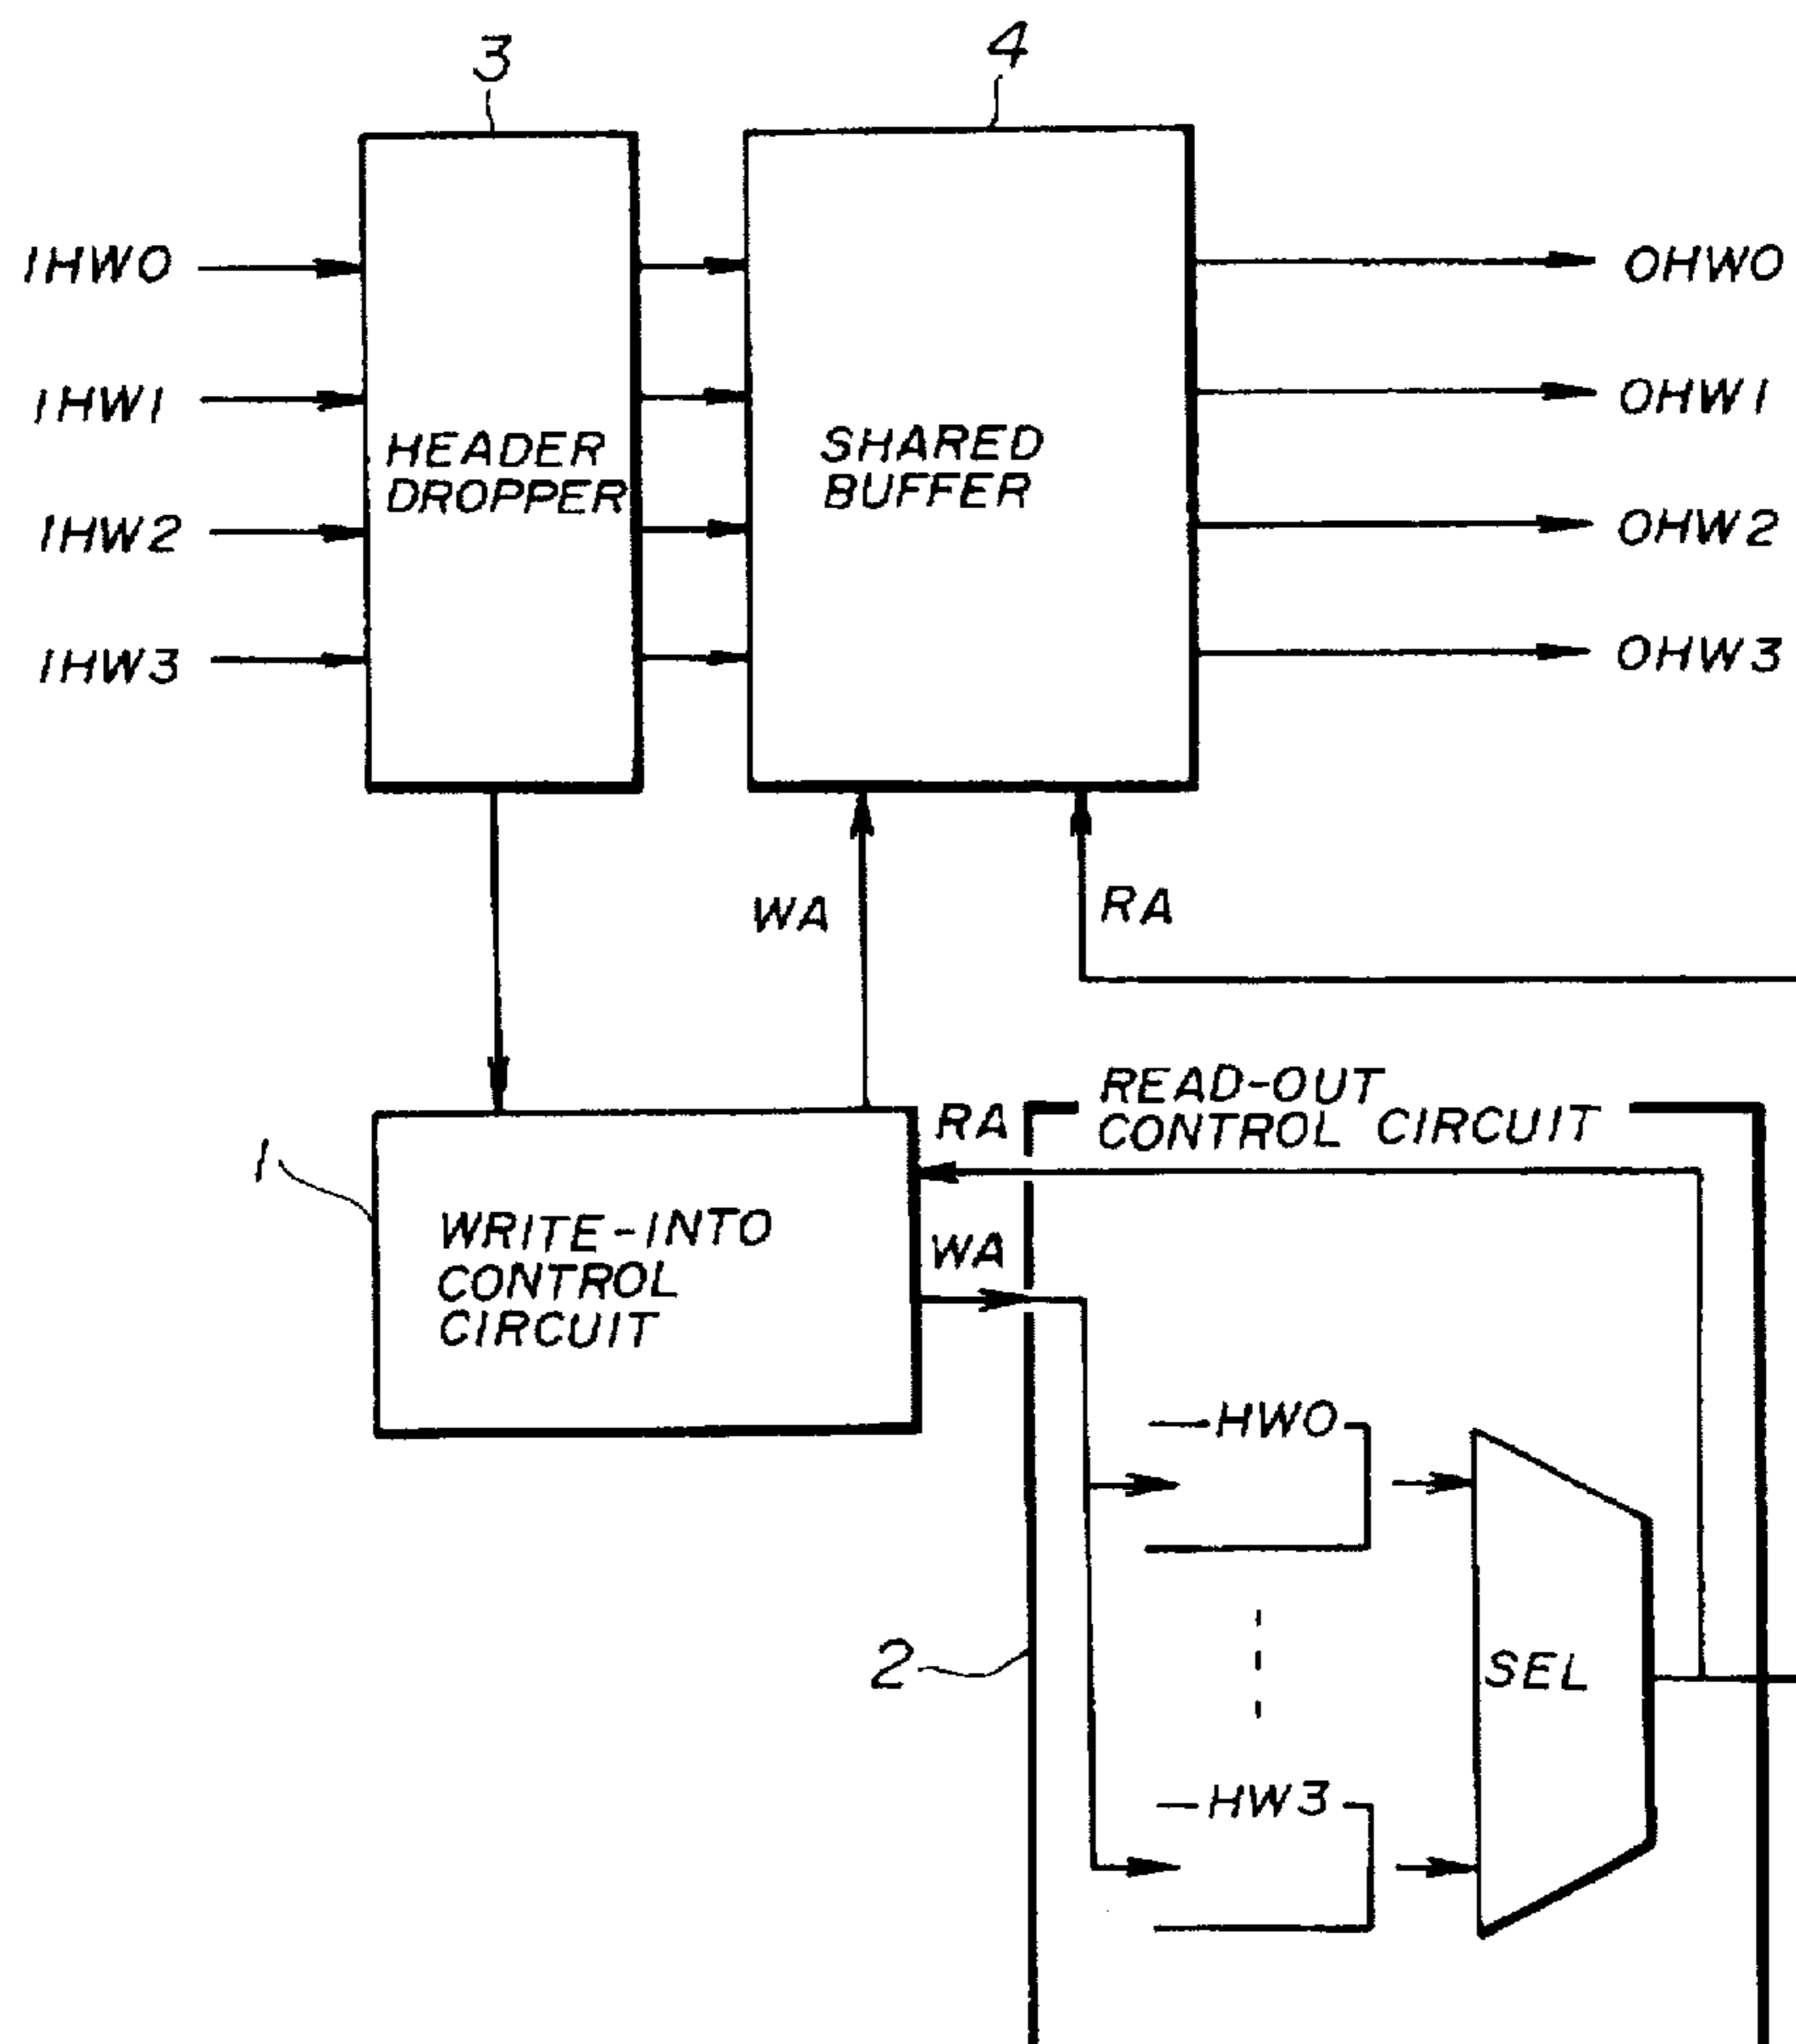 3
4
IHW0
IHW1
IHW2
IHW3
HEADER
DROPPER
SHARED
BUFFER
OHW0
OHW1
OHW2
OHW3
WA
RA
1
WRITE-INTO
CONTROL
CIRCUIT
RA
WA
READ-OUT
CONTROL CIRCUIT
2
HW0
HW3
SEL